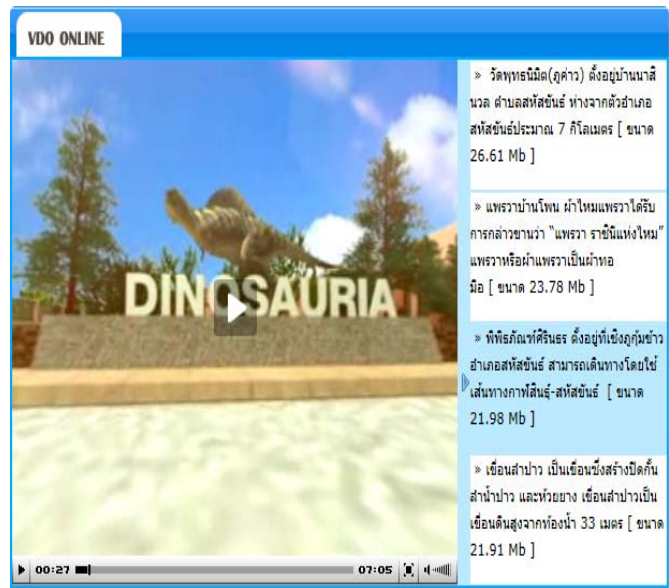 VDO ONLINE
DINOSAURIA
» วัดพุทธนิมิต(ภูค่าว) ตั้งอยู่บ้านนาสี
นวล ตำบลสหัสขันธ์ ห่างจากตัวอำเภอ
สหัสขันธ์ประมาณ 7 กิโลเมตร [ ขนาด
26.61 Mb ]
» แพรวาบ้านโพน ผ้าไหมแพรวาได้รับ
การกล่าวขานว่า “แพรวา ราชินีแห่งไหม”
แพรวาหรือผ้าแพรวาเป็นผ้าทอ
มือ [ ขนาด 23.78 Mb ]
» พิพิธภัณฑ์ศิรินธร ตั้งอยู่ที่เชิงภูกุ้มข้าว
อำเภอสหัสขันธ์ สามารถเดินทางโดยใช้
เส้นทางกาฬสินธุ์-สหัสขันธ์ [ ขนาด
21.98 Mb ]
» เขื่อนลำปาว เป็นเขื่อนซึ่งสร้างปิดกั้น
ลำน้ำปาว และห้วยยาง เขื่อนลำปาวเป็น
เขื่อนดินสูงจากท้องน้ำ 33 เมตร [ ขนาด
21.91 Mb ]
00:27
07:05